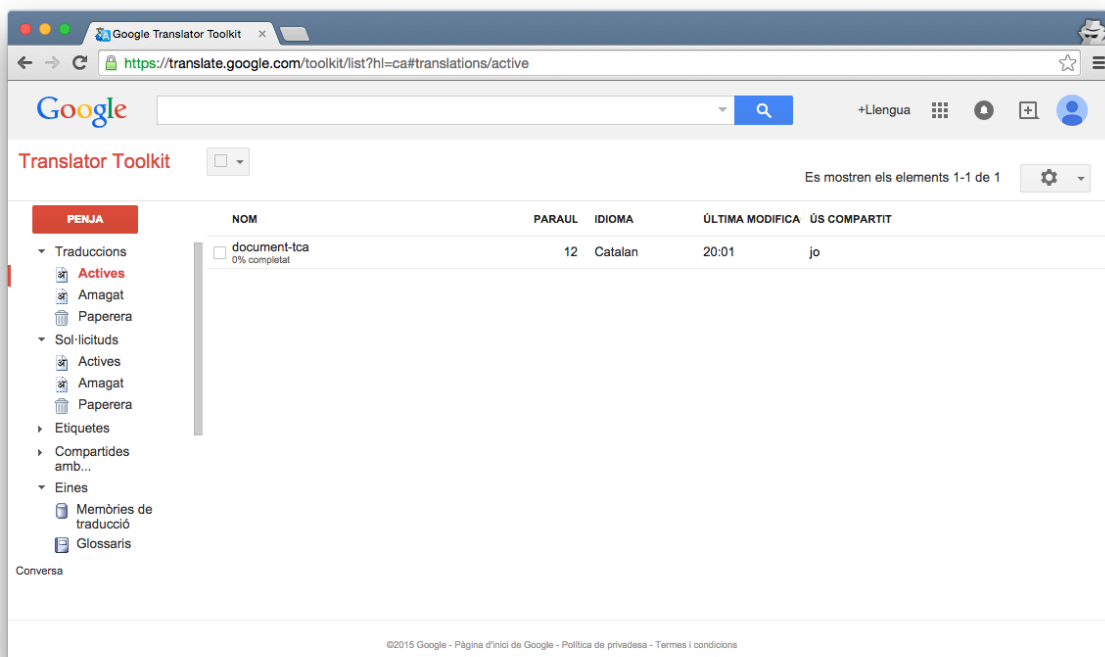 Google Translator Toolkit
https://translate.google.com/toolkit/list?hl=ca#translations/active
Google
+Llengua
Translator Toolkit
Es mostren els elements 1-1 de 1
PENJA
NOM PARAUL IDIOMA ÚLTIMA MODIFICA ÚS COMPARTIT
document-tca 12 Catalan 20:01 jo
0% completat
Traduccions
Actives
Amagat
Paperera
Sol·licituds
Actives
Amagat
Paperera
Etiquetes
Compartides
amb...
Eines
Memòries de
traducció
Glossaris
Conversa
©2015 Google - Pàgina d'inici de Google - Política de privadesa - Termes i condicions